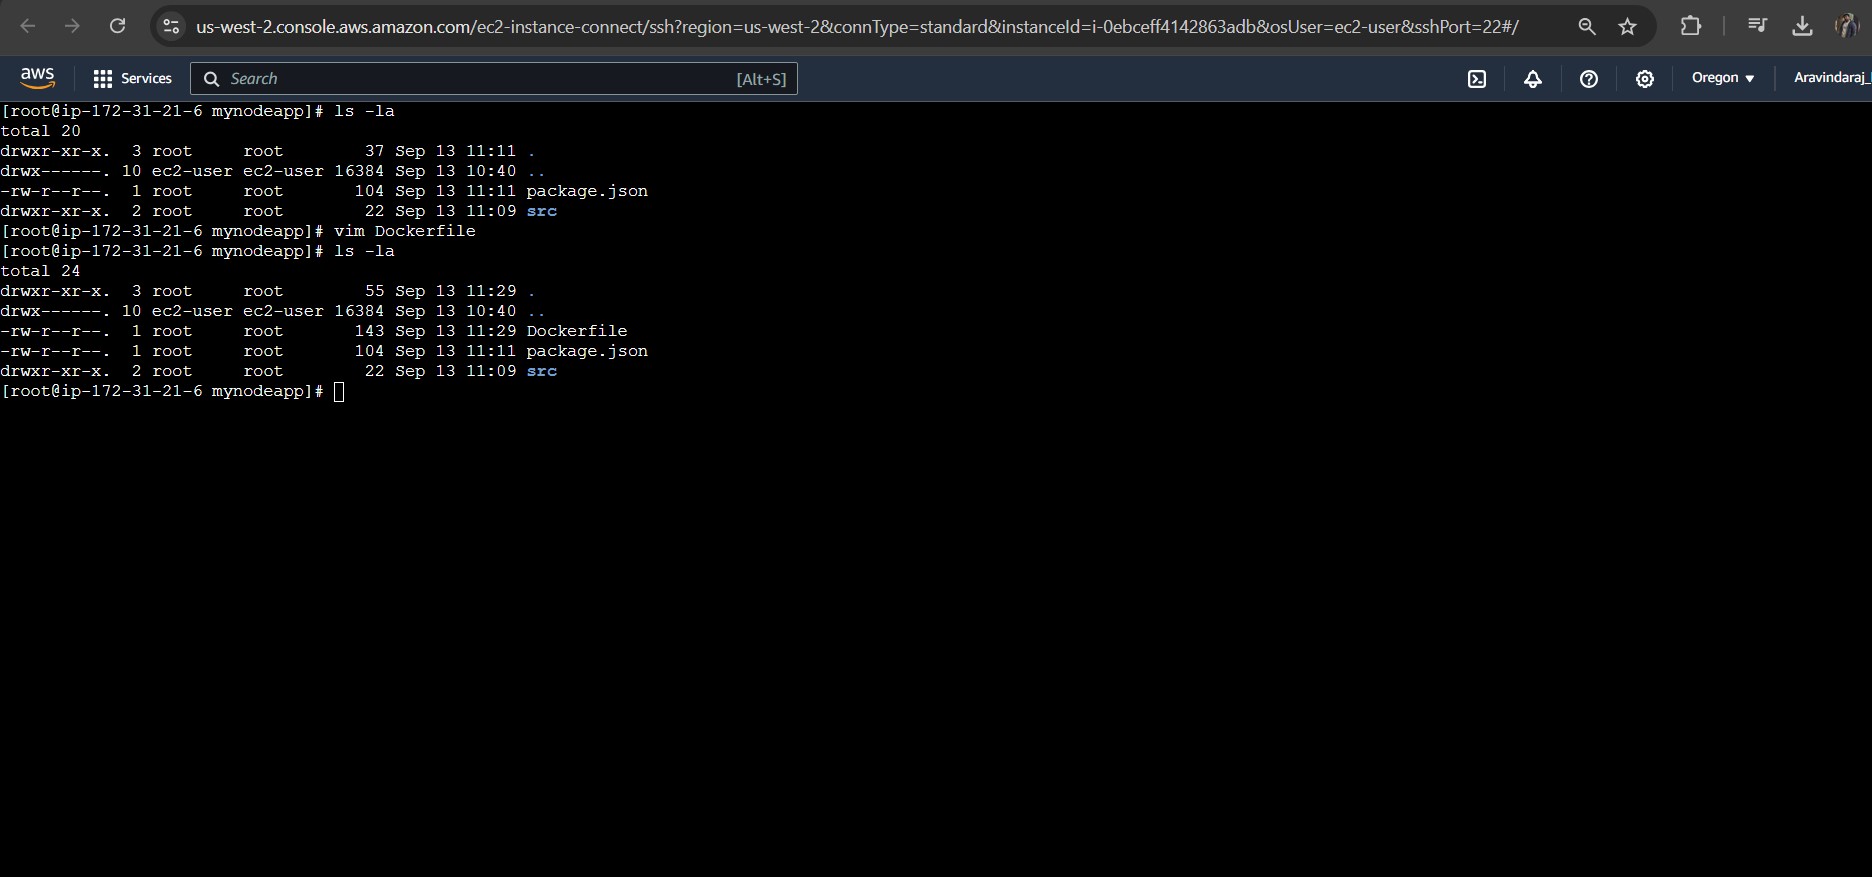 us-west-2.console.aws.amazon.com/ec2-instance-connect/ssh?region=us-west-2&connType=standard&instanceId=i-0ebceff4142863adb&osUser=ec2-user&sshPort=22#/
aws Services Search [Alt+S] Oregon Aravindaraj_
[root@ip-172-31-21-6 mynodeapp]# ls -la
total 20
drwxr-xr-x.  3 root     root        37 Sep 13 11:11 .
drwx------. 10 ec2-user ec2-user 16384 Sep 13 10:40 ..
-rw-r--r--.  1 root     root       104 Sep 13 11:11 package.json
drwxr-xr-x.  2 root     root        22 Sep 13 11:09 src
[root@ip-172-31-21-6 mynodeapp]# vim Dockerfile
[root@ip-172-31-21-6 mynodeapp]# ls -la
total 24
drwxr-xr-x.  3 root     root        55 Sep 13 11:29 .
drwx------. 10 ec2-user ec2-user 16384 Sep 13 10:40 ..
-rw-r--r--.  1 root     root       143 Sep 13 11:29 Dockerfile
-rw-r--r--.  1 root     root       104 Sep 13 11:11 package.json
drwxr-xr-x.  2 root     root        22 Sep 13 11:09 src
[root@ip-172-31-21-6 mynodeapp]#